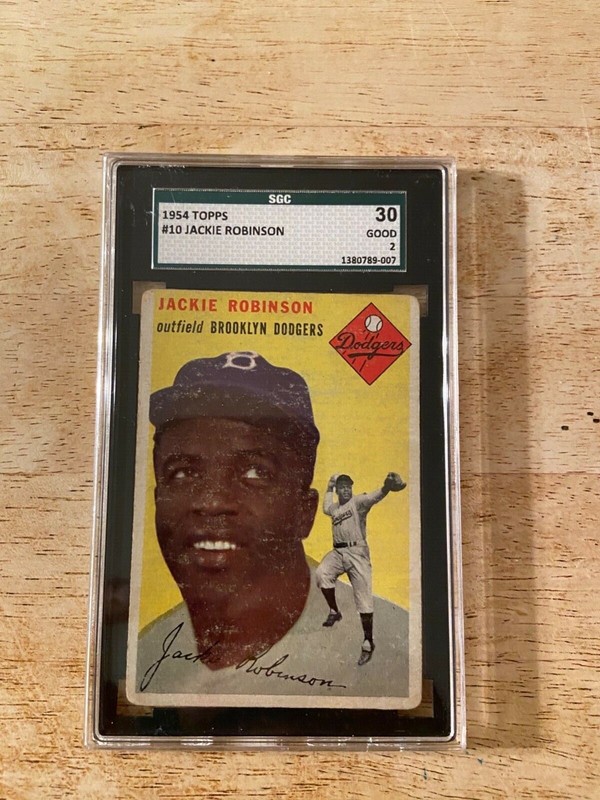 SGC
1954 TOPPS 30
#10 JACKIE ROBINSON GOOD
2
1380789-007
JACKIE ROBINSON
outfield BROOKLYN DODGERS
Dodgers
B
Dodgers
Jackie Robinson